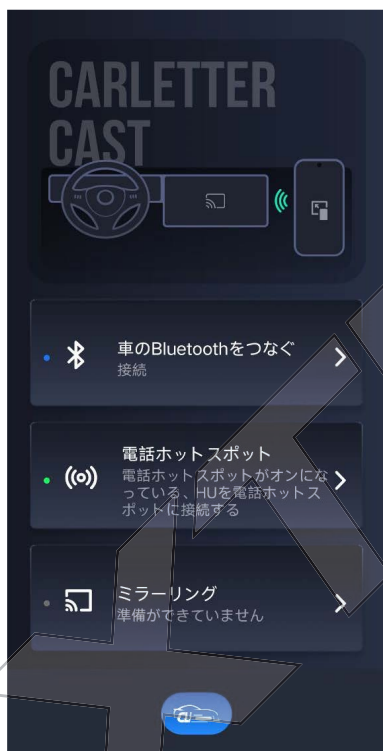 CARLETTER
CAST
車のBluetoothをつなぐ
接続
電話ホットスポット
電話ホットスポットがオンにな
っている、HUを電話ホットス
ポットに接続する
ミラーリング
準備ができていません